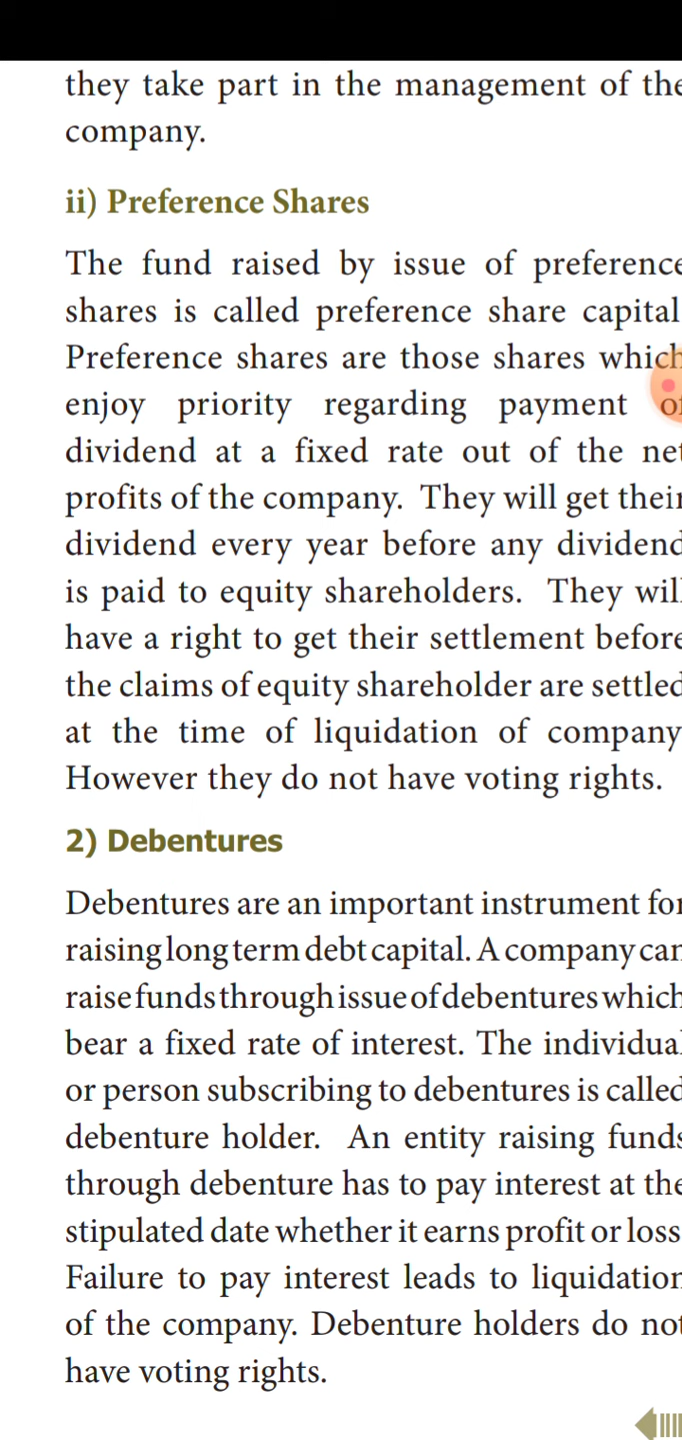 they take part in the management of the
company.
ii) Preference Shares
The fund raised by issue of preference
shares is called preference share capital
Preference shares are those shares which
enjoy priority regarding payment of
dividend at a fixed rate out of the net
profits of the company. They will get their
dividend every year before any dividend
is paid to equity shareholders. They will
have a right to get their settlement before
the claims of equity shareholder are settled
at the time of liquidation of company
However they do not have voting rights.
2) Debentures
Debentures are an important instrument for
raising long term debt capital. A company can
raise funds through issue of debentures which
bear a fixed rate of interest. The individual
or person subscribing to debentures is called
debenture holder. An entity raising funds
through debenture has to pay interest at the
stipulated date whether it earns profit or loss
Failure to pay interest leads to liquidation
of the company. Debenture holders do not
have voting rights.